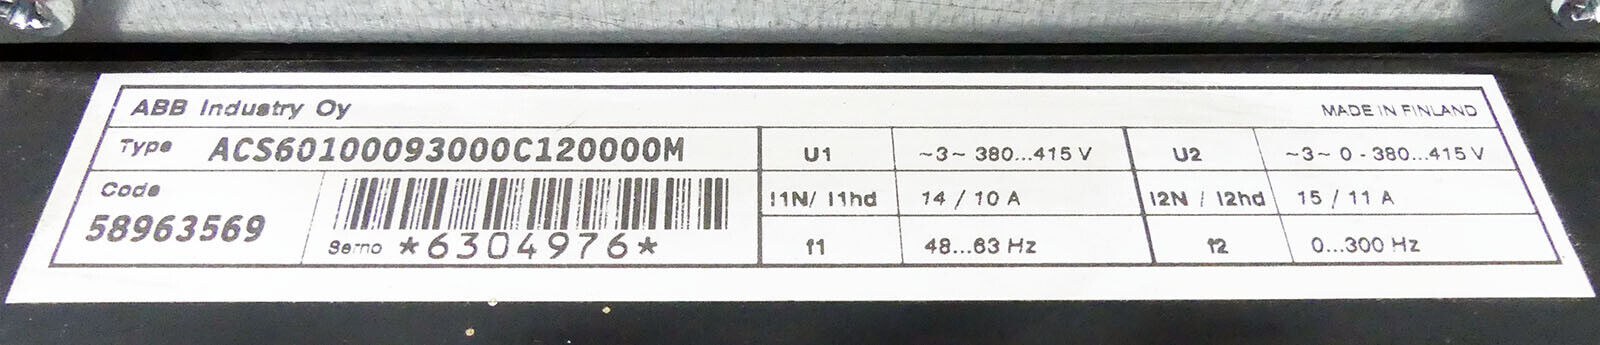 ABB Industry Oy MADE IN FINLAND
Type ACS60100093000C120000M U1 ~3~ 380...415 V U2 ~3~ 0 - 380...415 V
Code I1N/ I1hd 14 / 10 A I2N / I2hd 15 / 11 A
58963569 Serno *6304976* f1 48...63 Hz f2 0...300 Hz